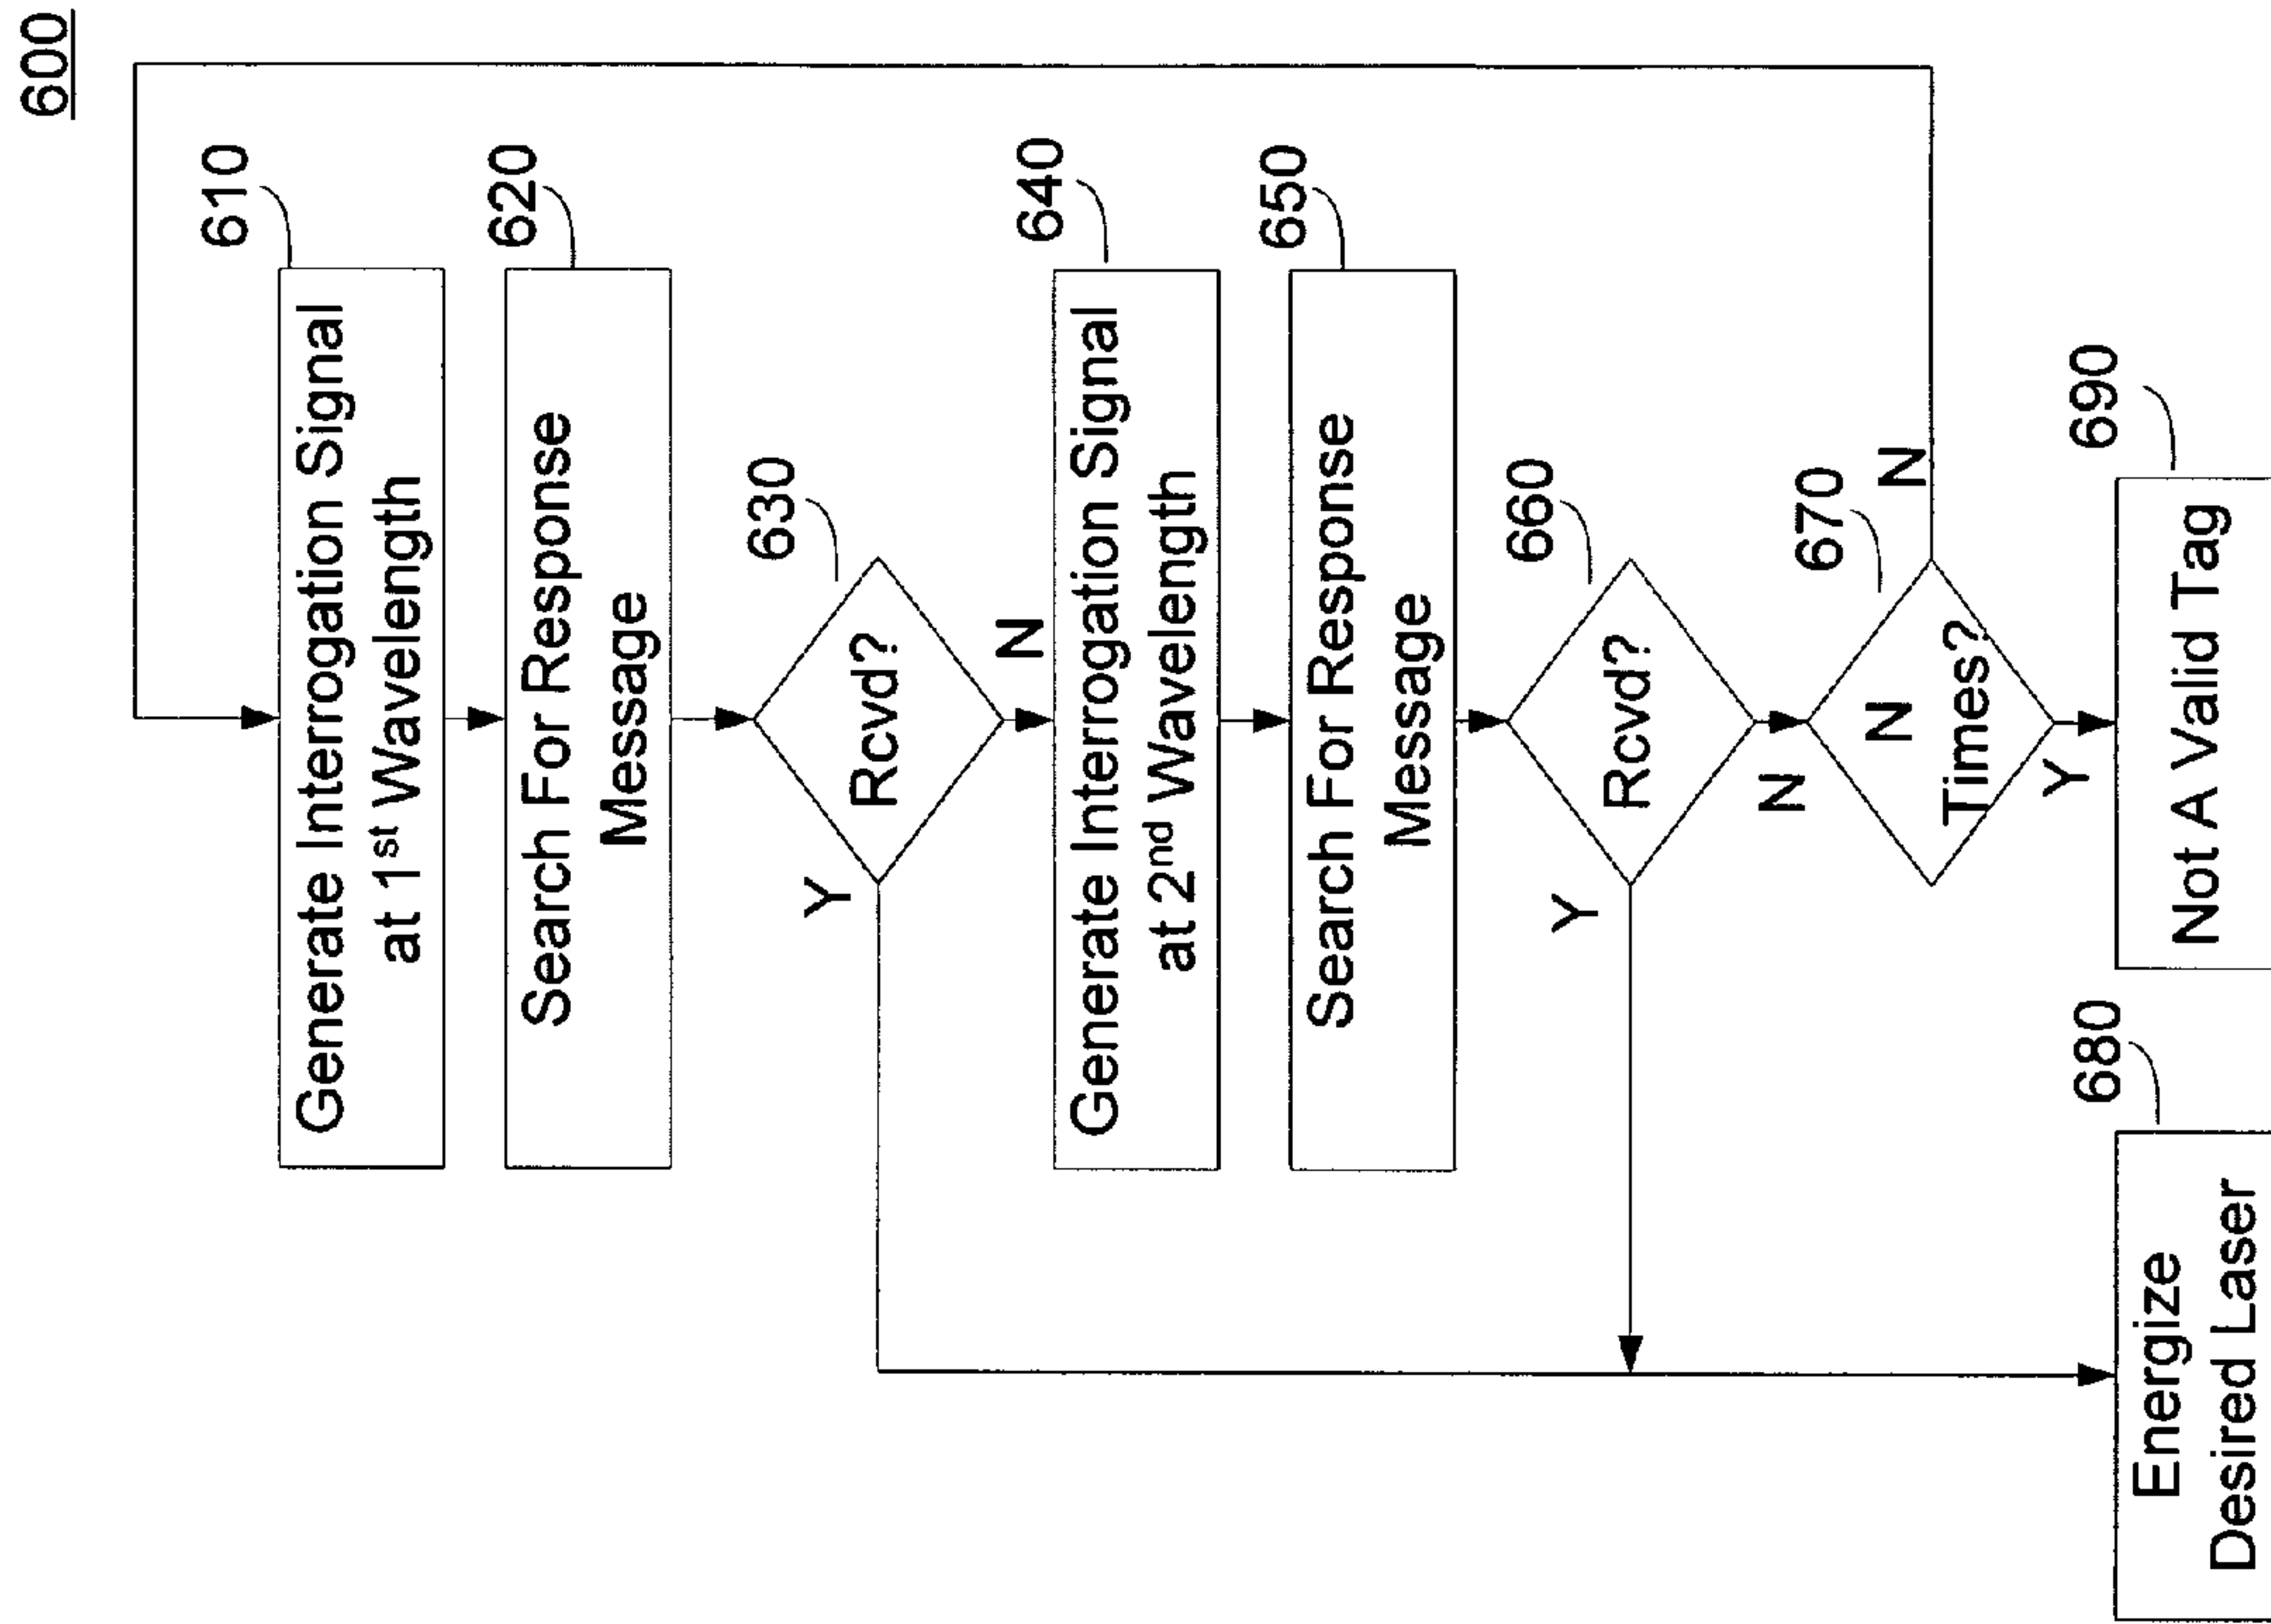 600
610
Generate Interrogation Signal
at 1st Wavelength
620
Search For Response
Message
630
Rcvd?
Y
N
640
Generate Interrogation Signal
at 2nd Wavelength
650
Search For Response
Message
660
Rcvd?
Y
N
670
N
Times?
N
Y
680
Energize
Desired Laser
690
Not A Valid Tag